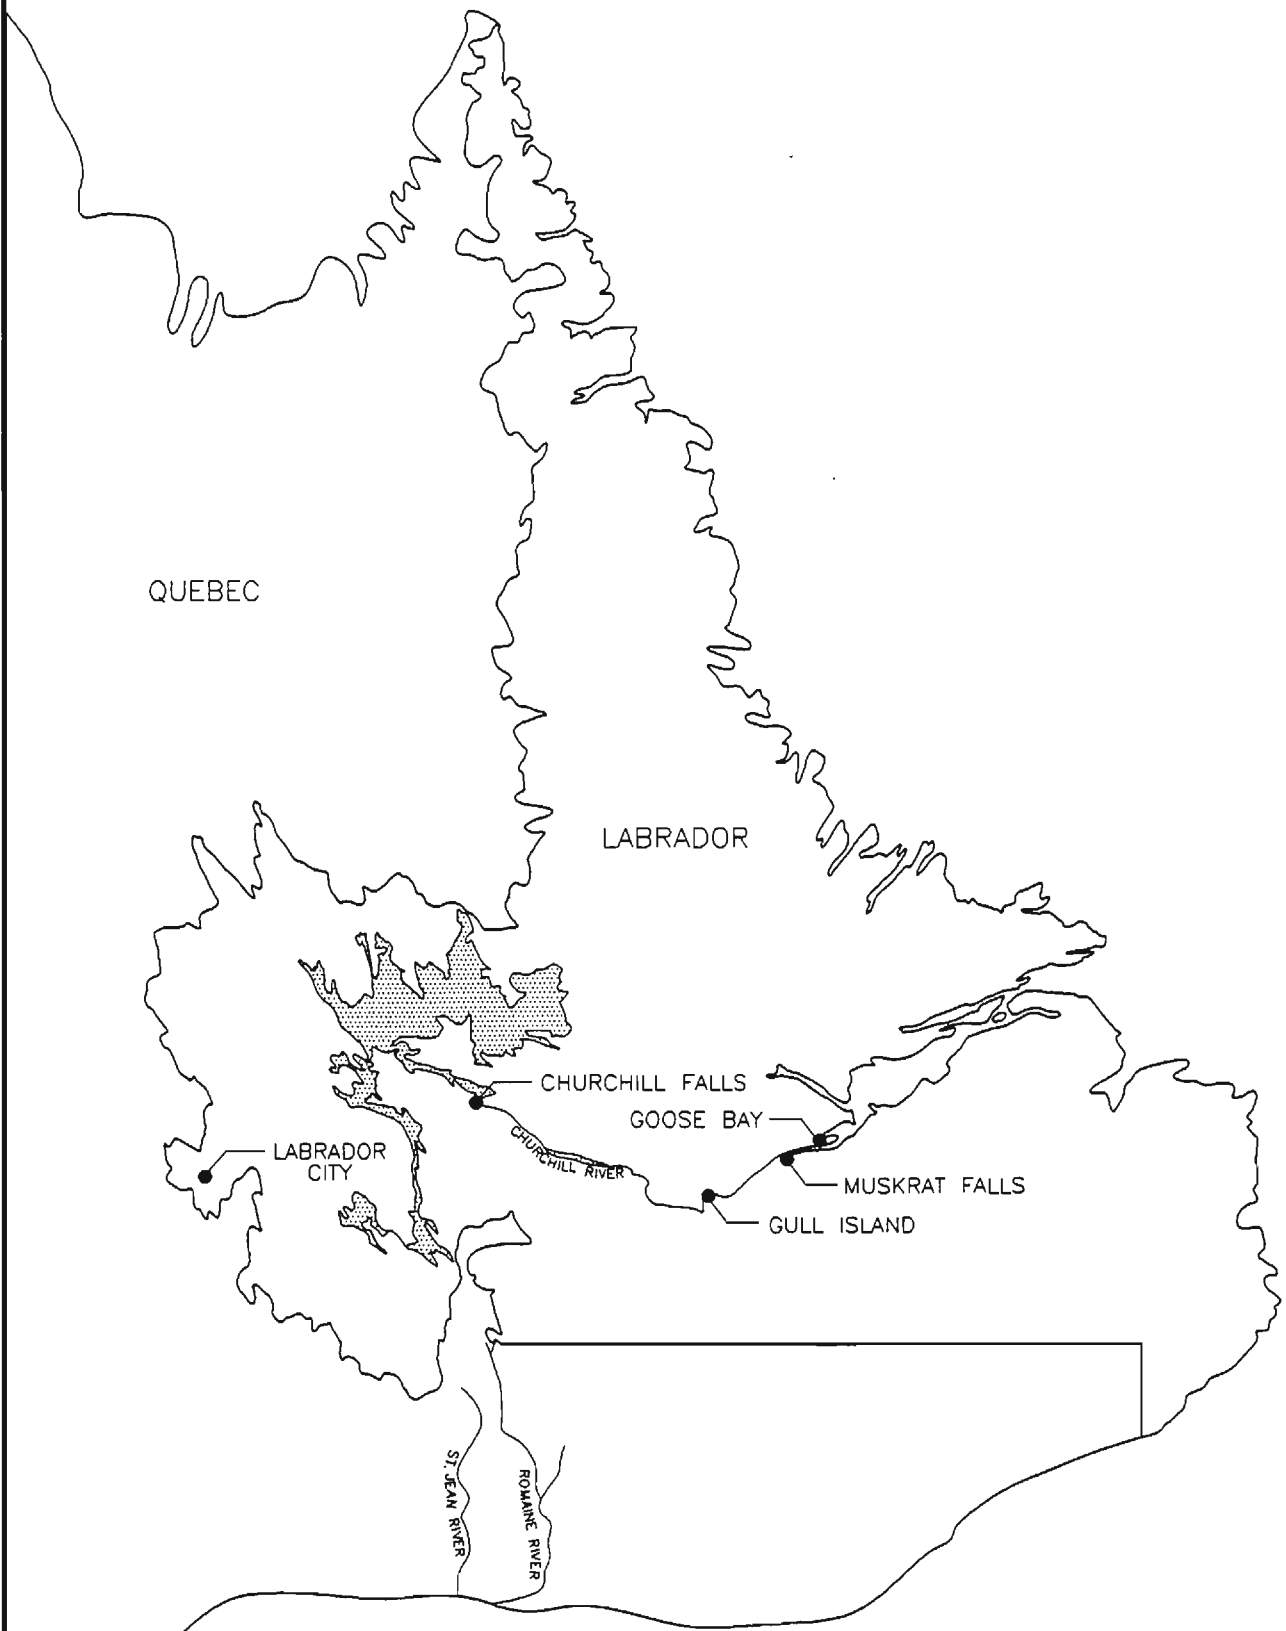 QUEBEC
LABRADOR
CHURCHILL FALLS
GOOSE BAY
CHURCHILL RIVER
LABRADOR
CITY
MUSKRAT FALLS
GULL ISLAND
ST. JEAN RIVER
ROMAINE RIVER